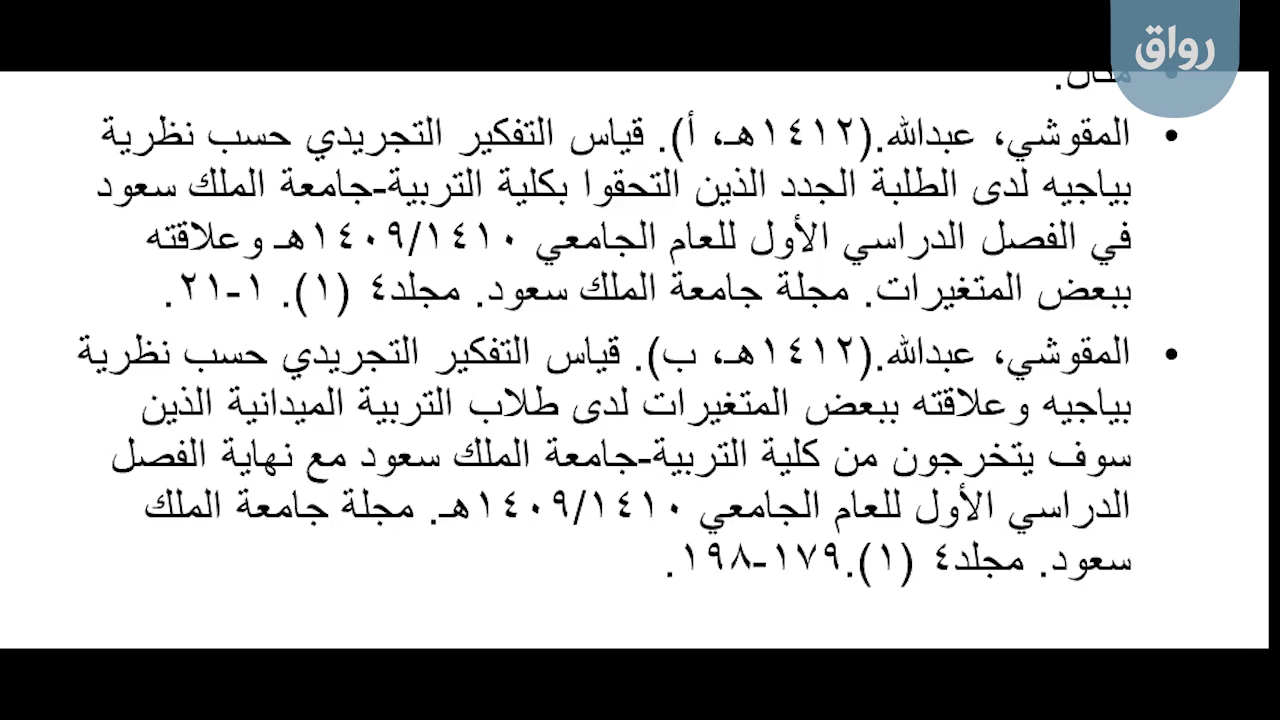 رواق
المقوشي، عبدالله.(١٤١٢هـ، أ). قياس التفكير التجريدي حسب نظرية
بياجيه لدى الطلبة الجدد الذين التحقوا بكلية التربية-جامعة الملك سعود
في الفصل الدراسي الأول للعام الجامعي ١٤٠٩/١٤١٠هـ وعلاقته
ببعض المتغيرات. مجلة جامعة الملك سعود. مجلد٤ (١). ١-٢١.
المقوشي، عبدالله.(١٤١٢هـ، ب). قياس التفكير التجريدي حسب نظرية
بياجيه وعلاقته ببعض المتغيرات لدى طلاب التربية الميدانية الذين
سوف يتخرجون من كلية التربية-جامعة الملك سعود مع نهاية الفصل
الدراسي الأول للعام الجامعي ١٤٠٩/١٤١٠هـ. مجلة جامعة الملك
سعود. مجلد٤ (١).١٧٩-١٩٨.